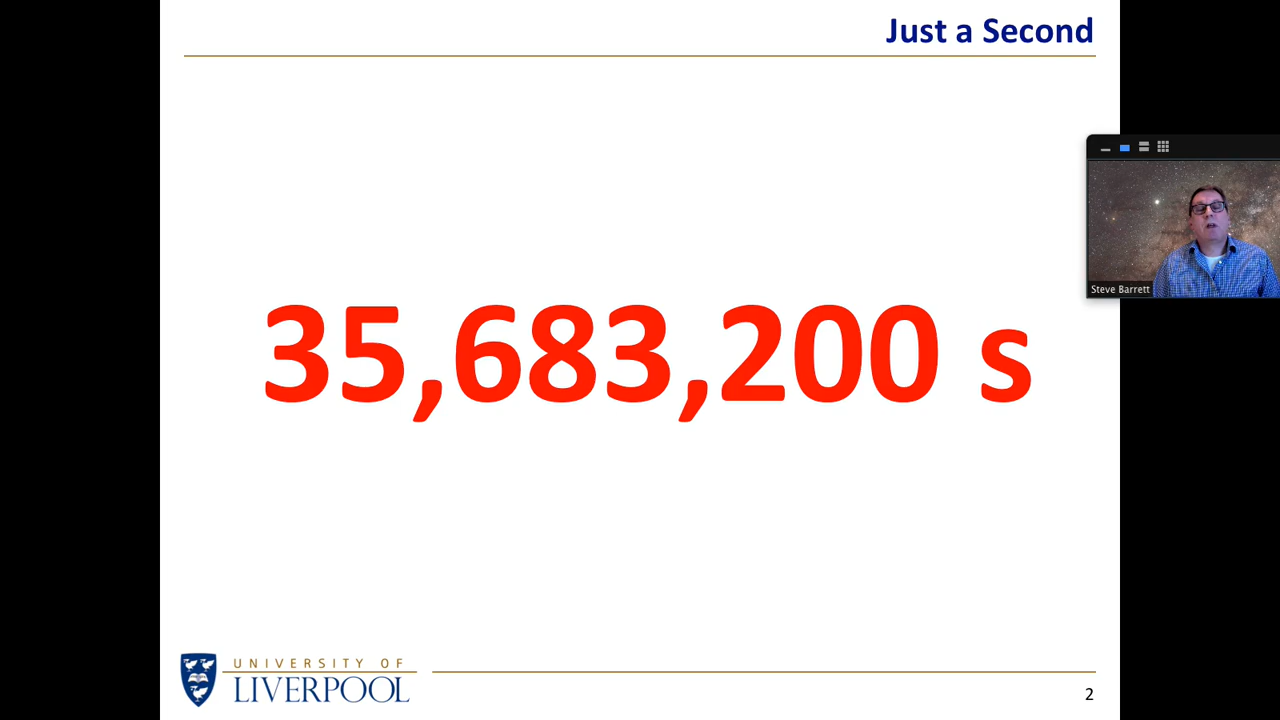 Just a Second
Steve Barrett
35,683,200 s
UNIVERSITY OF
LIVERPOOL
2